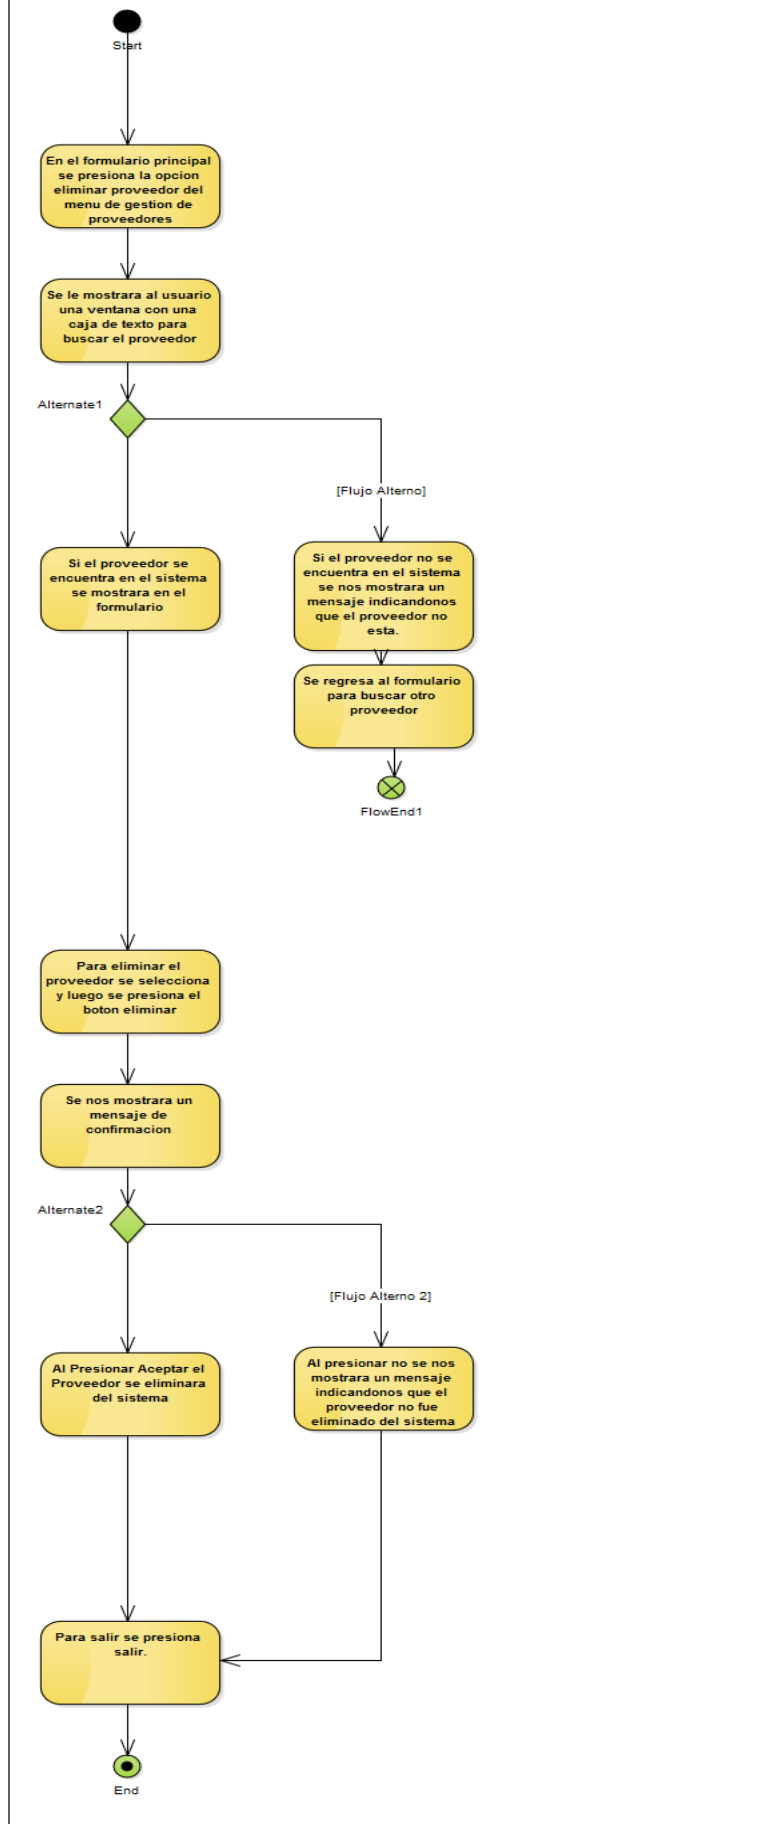 Start
En el formulario principal
se presiona la opcion
eliminar proveedor del
menu de gestion de
proveedores
Se le mostrara al usuario
una ventana con una
caja de texto para
buscar el proveedor
Alternate1
[Flujo Alterno]
Si el proveedor se
encuentra en el sistema
se mostrara en el
formulario
Si el proveedor no se
encuentra en el sistema
se nos mostrara un
mensaje indicandonos
que el proveedor no
esta.
Se regresa al formulario
para buscar otro
proveedor
FlowEnd1
Para eliminar el
proveedor se selecciona
y luego se presiona el
boton eliminar
Se nos mostrara un
mensaje de
confirmacion
Alternate2
[Flujo Alterno 2]
Al Presionar Aceptar el
Proveedor se eliminara
del sistema
Al presionar no se nos
mostrara un mensaje
indicandonos que el
proveedor no fue
eliminado del sistema
Para salir se presiona
salir.
End